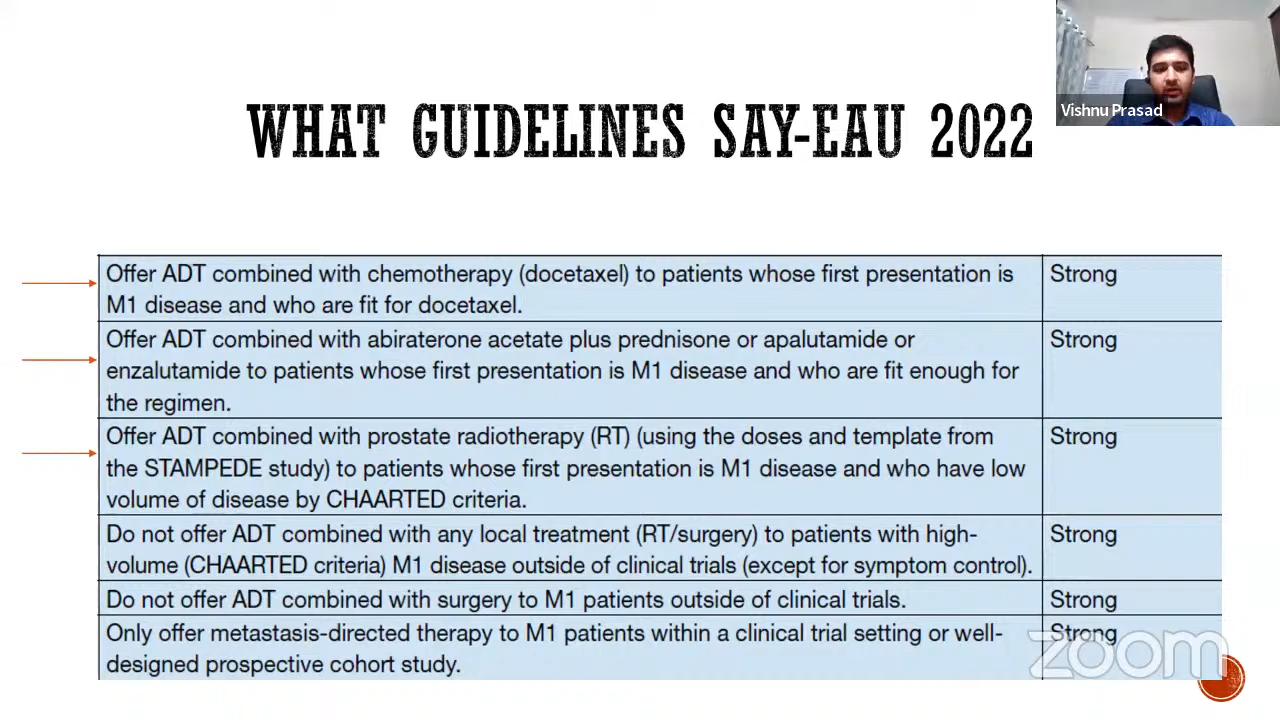 Vishnu Prasad
WHAT GUIDELINES SAY-EAU 2022
Offer ADT combined with chemotherapy (docetaxel) to patients whose first presentation is
M1 disease and who are fit for docetaxel.
Strong
Offer ADT combined with abiraterone acetate plus prednisone or apalutamide or
enzalutamide to patients whose first presentation is M1 disease and who are fit enough for
the regimen.
Strong
Offer ADT combined with prostate radiotherapy (RT) (using the doses and template from
the STAMPEDE study) to patients whose first presentation is M1 disease and who have low
volume of disease by CHAARTED criteria.
Strong
Do not offer ADT combined with any local treatment (RT/surgery) to patients with high-
volume (CHAARTED criteria) M1 disease outside of clinical trials (except for symptom control).
Strong
Do not offer ADT combined with surgery to M1 patients outside of clinical trials.
Strong
Only offer metastasis-directed therapy to M1 patients within a clinical trial setting or well-
designed prospective cohort study.
Strong
zoom